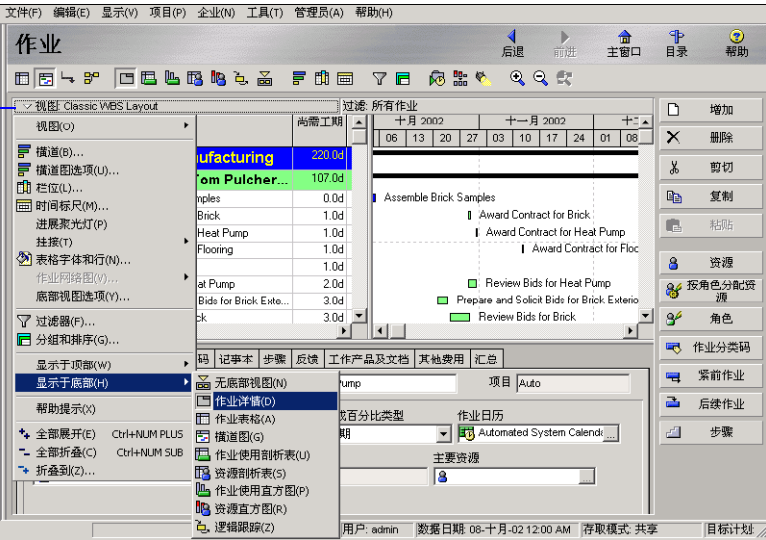 文件(F) 编辑(E) 显示(V) 项目(P) 企业(N) 工具(T) 管理员(A) 帮助(H)
作业
后退 前进 主窗口 目录 帮助
视图: Classic WBS Layout
过滤: 所有作业
尚需工期
十月 2002 十一月 2002 十二
06 13 20 27 03 10 17 24 01 08
220.0d
107.0d
0.0d
Assemble Brick Samples
Brick 1.0d
Award Contract for Brick
Heat Pump 1.0d
Award Contract for Heat Pump
Flooring 1.0d
Award Contract for Floc
1.0d
at Pump 2.0d
Review Bids for Heat Pump
Bids for Brick Exte... 3.0d
Prepare and Solicit Bids for Brick Exterio
ck 3.0d
Review Bids for Brick
视图(O)
横道(B)...
横道图选项(U)...
栏位(L)...
时间标尺(M)...
进展聚光灯(P)
挂接(T)
表格字体和行(N)...
作业网络图(V)...
底部视图选项(Y)...
过滤器(F)...
分组和排序(G)...
显示于顶部(W)
显示于底部(H)
帮助提示(X)
全部展开(E) Ctrl+NUM PLUS
全部折叠(C) Ctrl+NUM SUB
折叠到(Z)...
无底部视图(N)
作业详情(D)
作业表格(A)
横道图(G)
作业使用剖析表(U)
资源剖析表(S)
作业使用直方图(P)
资源直方图(R)
逻辑跟踪(Z)
码 记事本 步骤 反馈 工作产品及文档 其他费用 汇总
Pump
项目 Auto
百分比类型
作业日历
期
Automated System Calend
主要资源
增加
删除
剪切
复制
粘贴
资源
按角色分配资源
角色
作业分类码
紧前作业
后续作业
步骤
用户: admin 数据日期: 08-十月-02 12:00 AM 存取模式: 共享 目标计划: